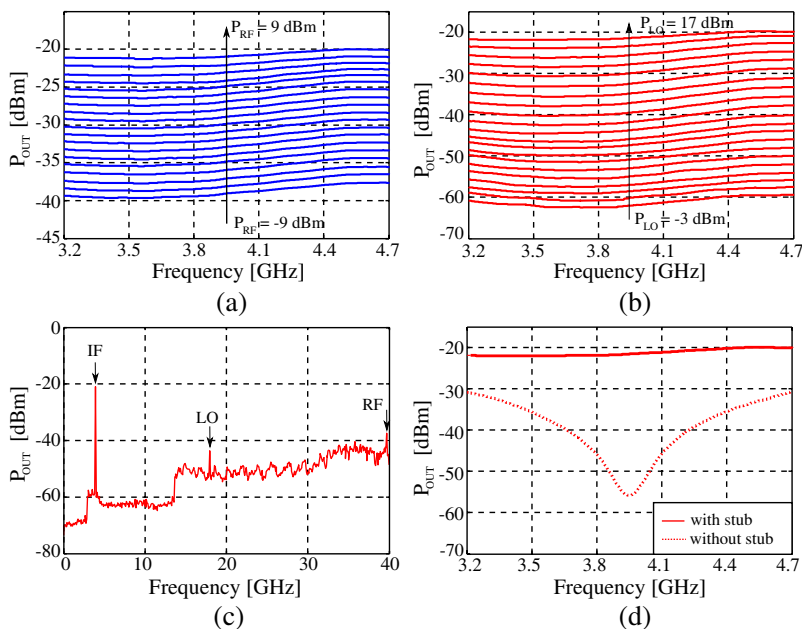 P_RF = 9 dBm
-20
-25
-30
-35
-40
-45
P_OUT [dBm]
P_RF = -9 dBm
3.2 3.5 3.8 4.1 4.4 4.7
Frequency [GHz]
(a)
P_LO = 17 dBm
-20
-30
-40
-50
-60
-70
P_OUT [dBm]
P_LO = -3 dBm
3.2 3.5 3.8 4.1 4.4 4.7
Frequency [GHz]
(b)
0
-20
-40
-60
-80
P_OUT [dBm]
IF
LO
RF
0 10 20 30 40
Frequency [GHz]
(c)
-10
-20
-30
-40
-50
-60
-70
P_OUT [dBm]
with stub
without stub
3.2 3.5 3.8 4.1 4.4 4.7
Frequency [GHz]
(d)